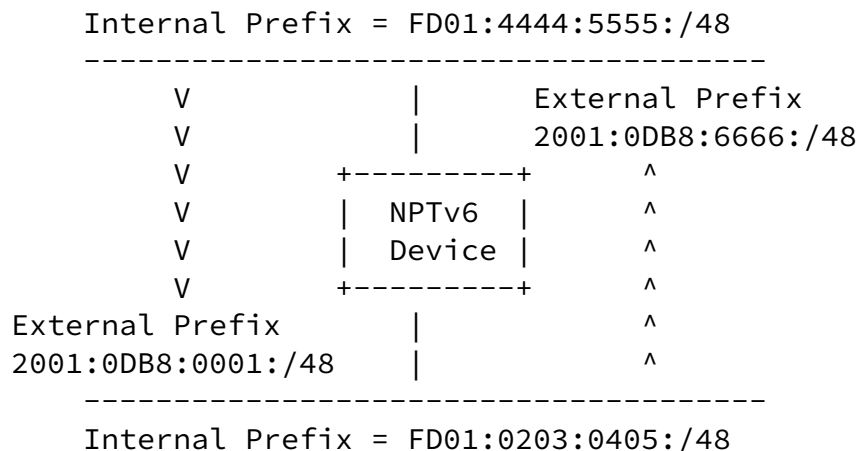 Internal Prefix = FD01:4444:5555:/48
--------------------------------------
V | External Prefix
V | 2001:0DB8:6666:/48
V +---------+ ^
V | NPTv6 | ^
V | Device | ^
V +---------+ ^
External Prefix | ^
2001:0DB8:0001:/48 | ^
--------------------------------------
Internal Prefix = FD01:0203:0405:/48